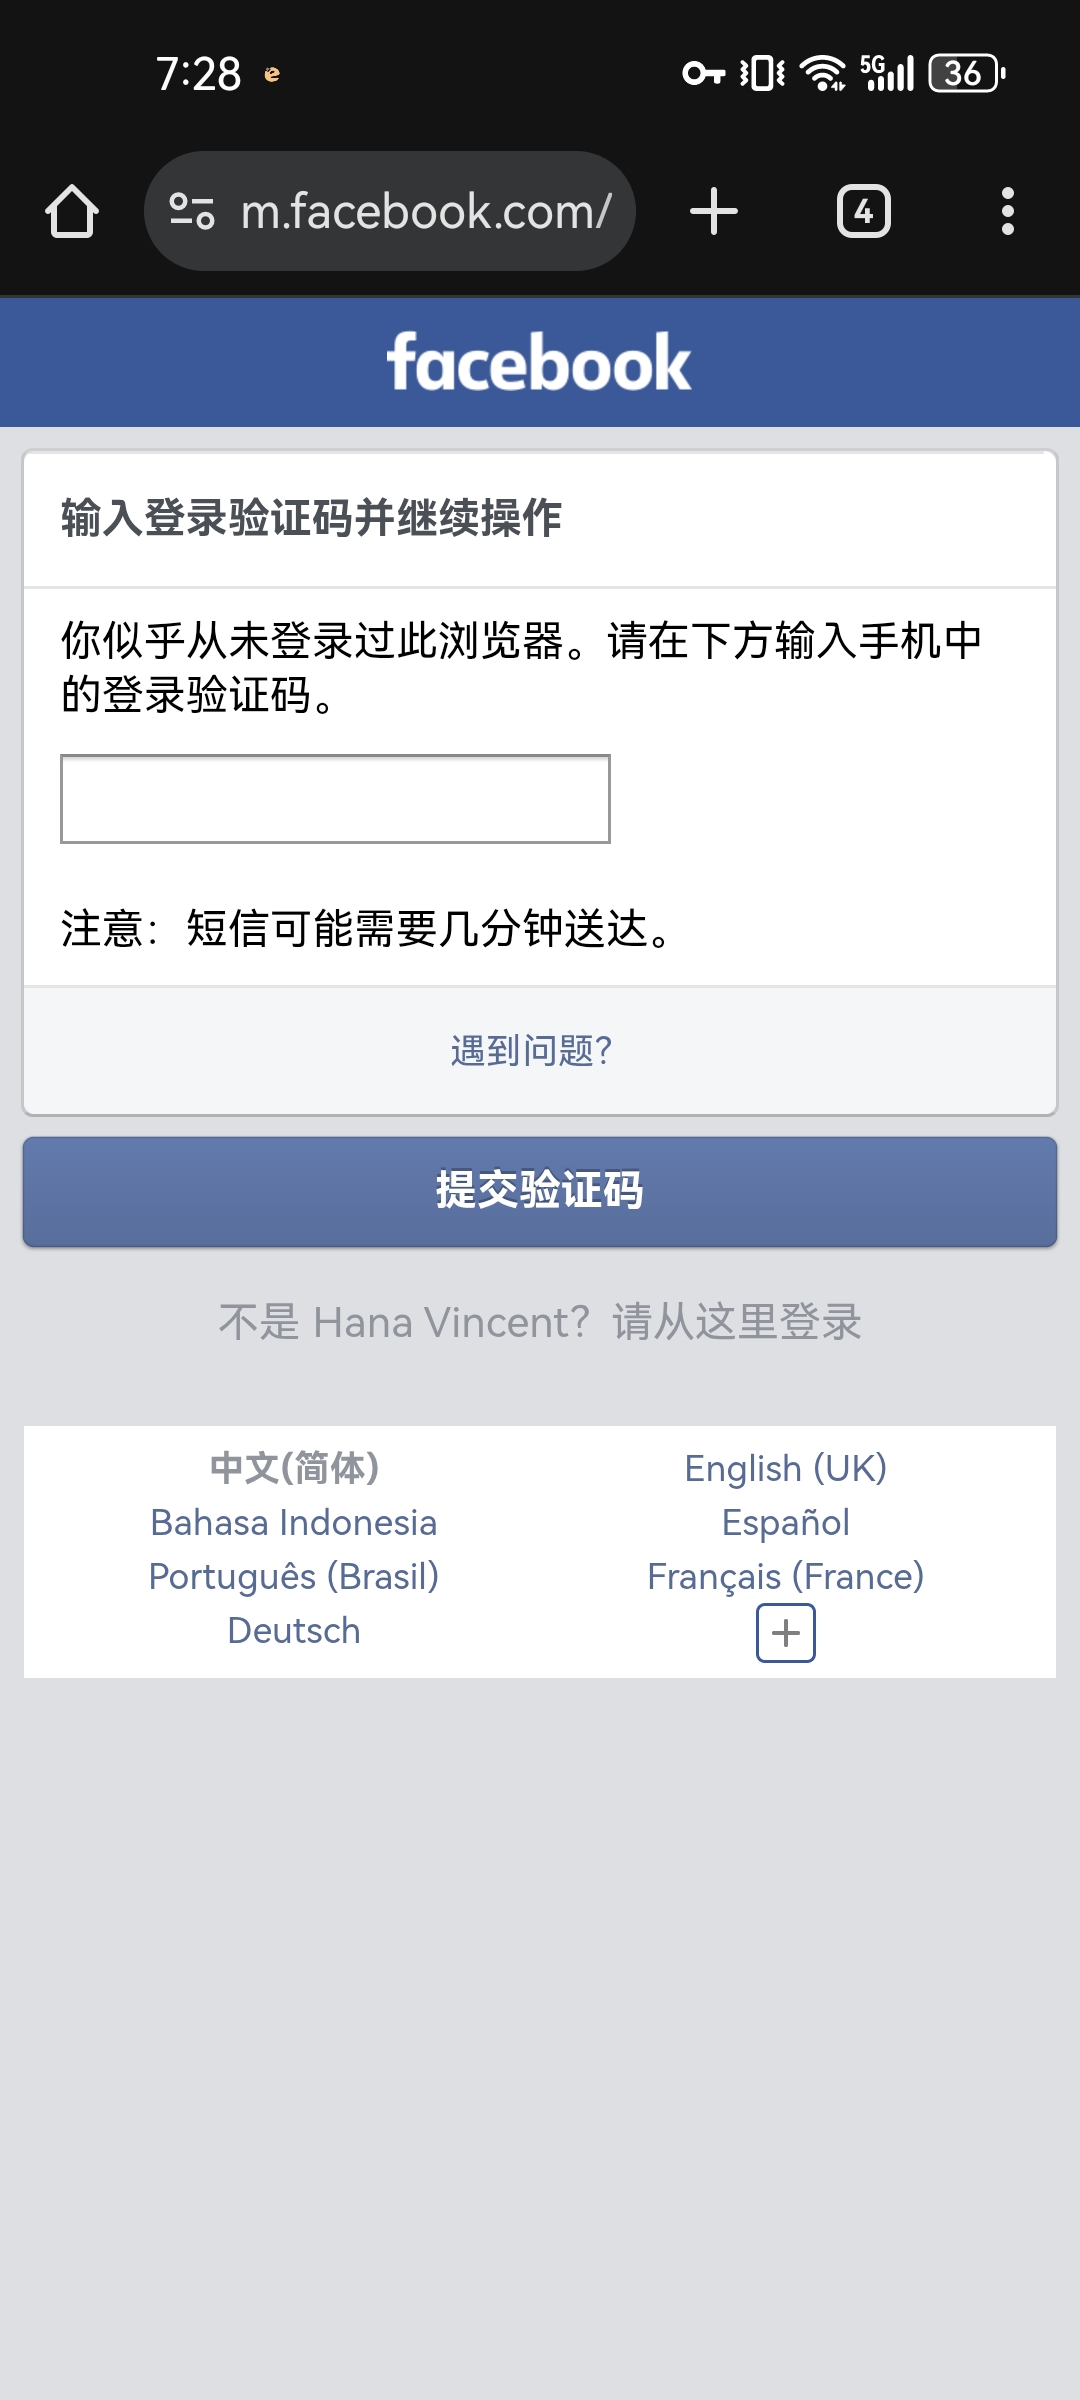 7:28
5G
36
m.facebook.com/
4
facebook
输入登录验证码并继续操作
你似乎从未登录过此浏览器。请在下方输入手机中
的登录验证码。
注意：短信可能需要几分钟送达。
遇到问题？
提交验证码
不是 Hana Vincent？请从这里登录
中文(简体)
English (UK)
Bahasa Indonesia
Español
Português (Brasil)
Français (France)
Deutsch